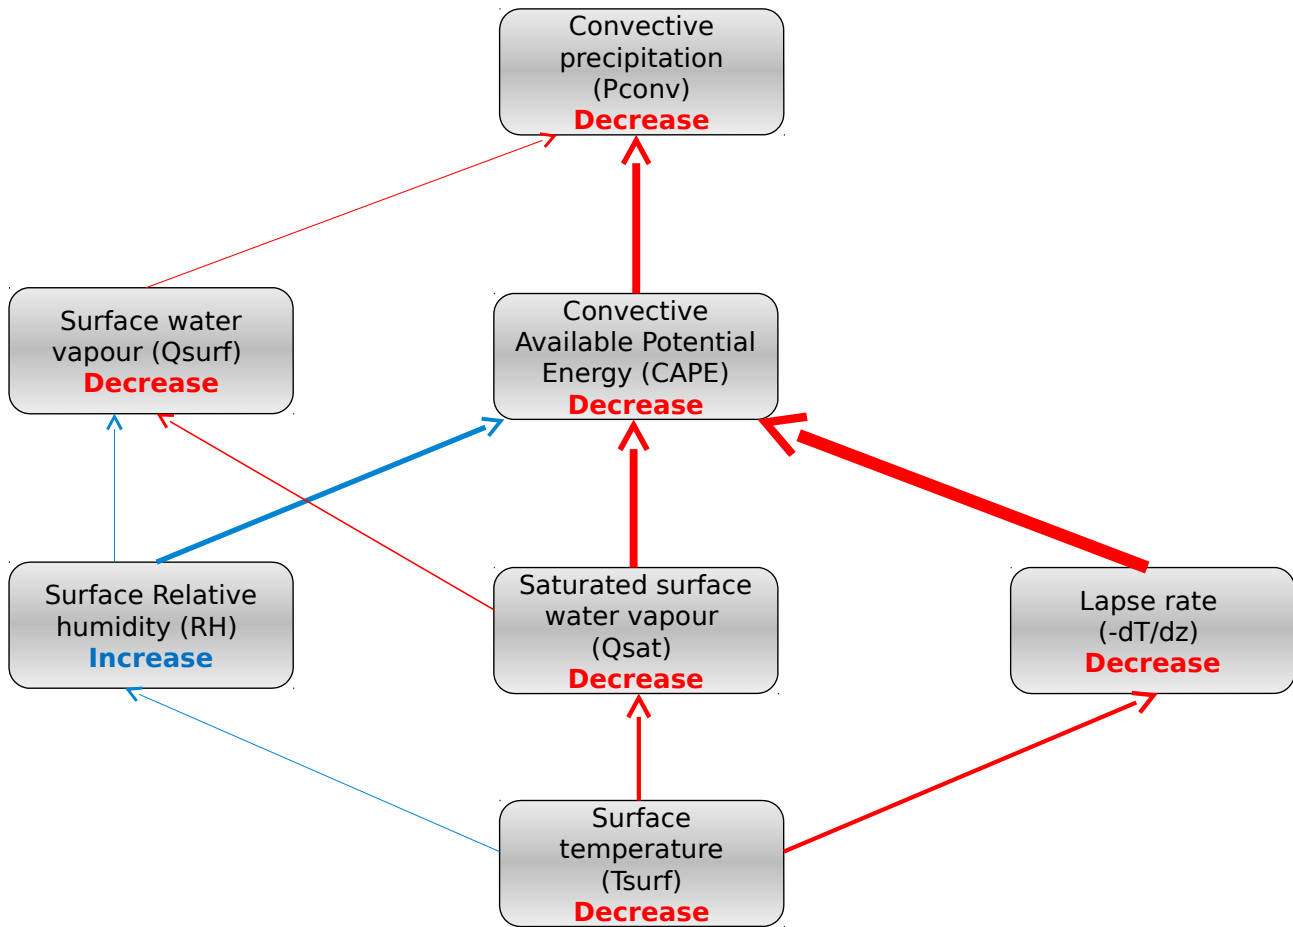 Convective
precipitation
(Pconv)
Decrease
Surface water
vapour (Qsurf)
Decrease
Convective
Available Potential
Energy (CAPE)
Decrease
Surface Relative
humidity (RH)
Increase
Saturated surface
water vapour
(Qsat)
Decrease
Lapse rate
(-dT/dz)
Decrease
Surface
temperature
(Tsurf)
Decrease